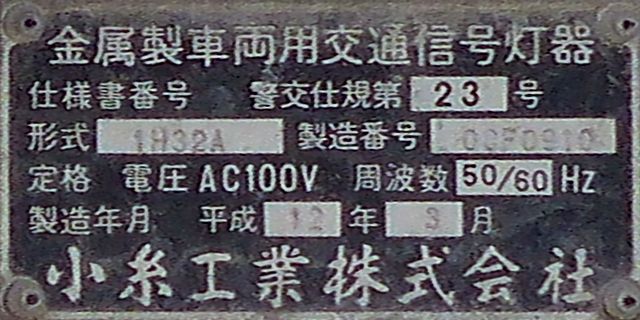 金属製車両用交通信号灯器
仕様書番号 警交仕規第 23 号
形式 1H32A 製造番号
定格 電圧 AC100V 周波数 50/60 Hz
製造年月 平成 12 年 3 月
小糸工業株式会社